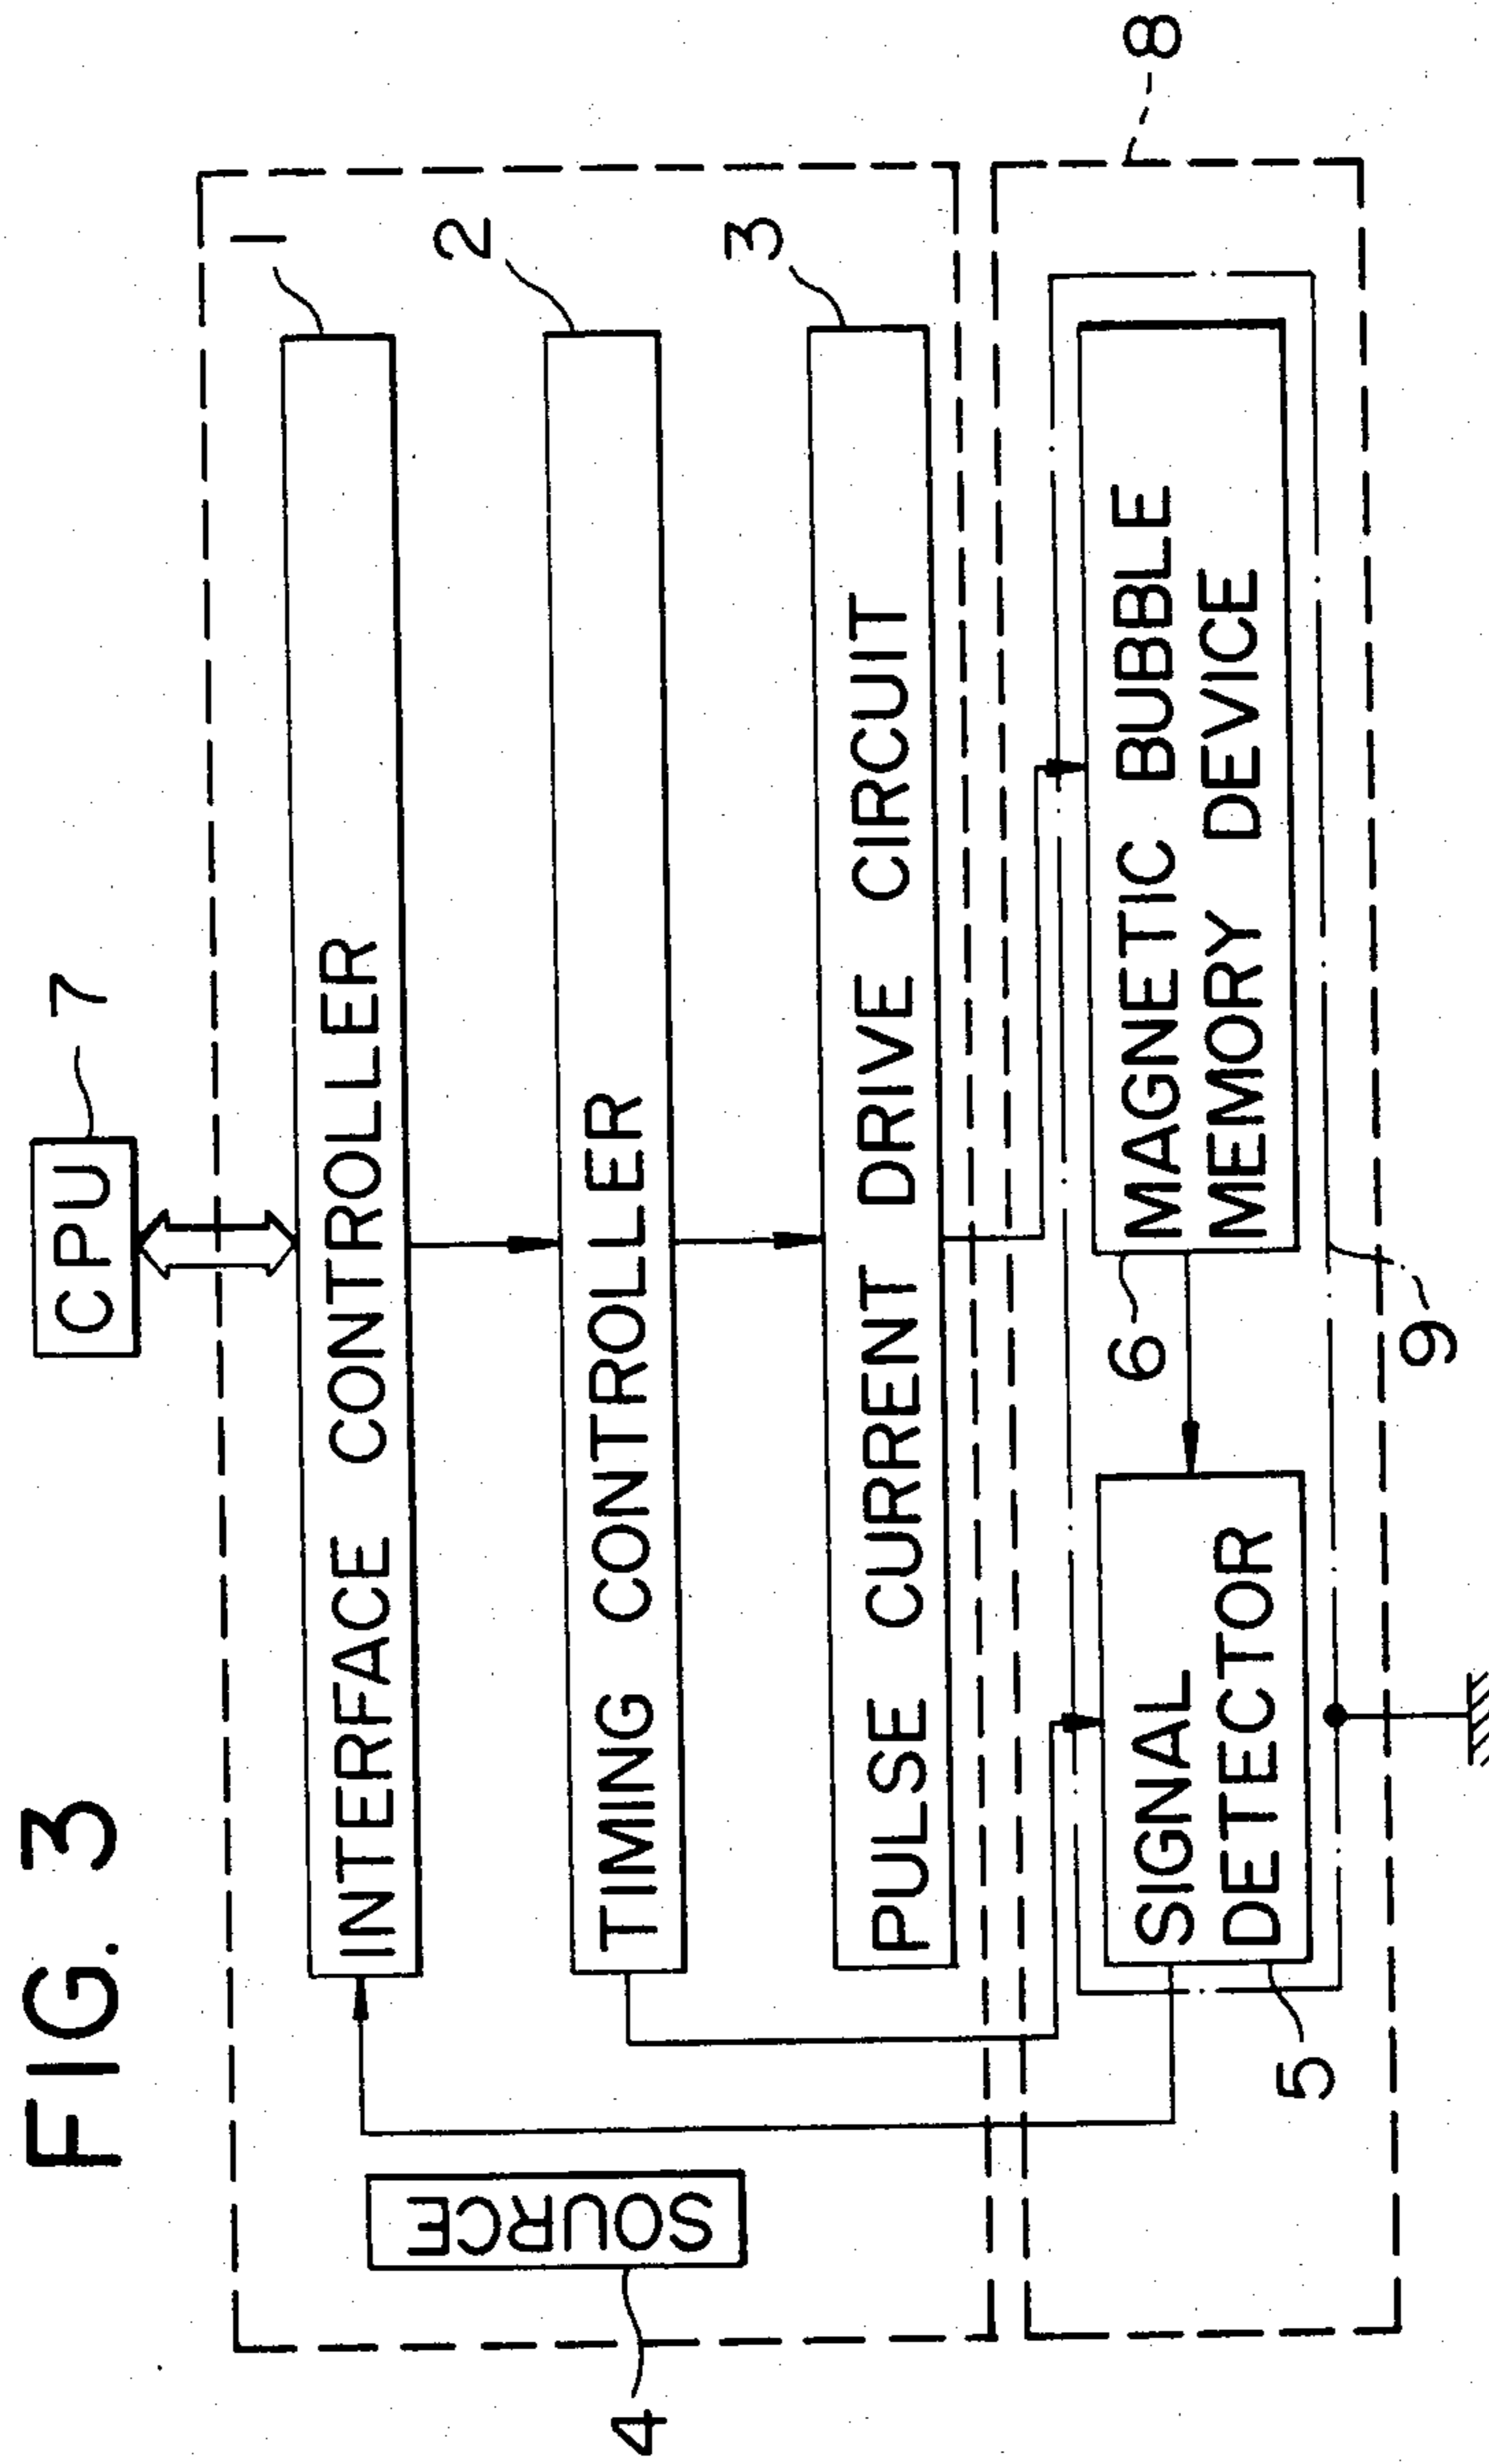 FIG. 3
CPU
7
INTERFACE CONTROLLER
1
TIMING CONTROLLER
2
PULSE CURRENT DRIVE CIRCUIT
3
SOURCE
4
SIGNAL
DETECTOR
5
MAGNETIC BUBBLE
MEMORY DEVICE
6
8
9